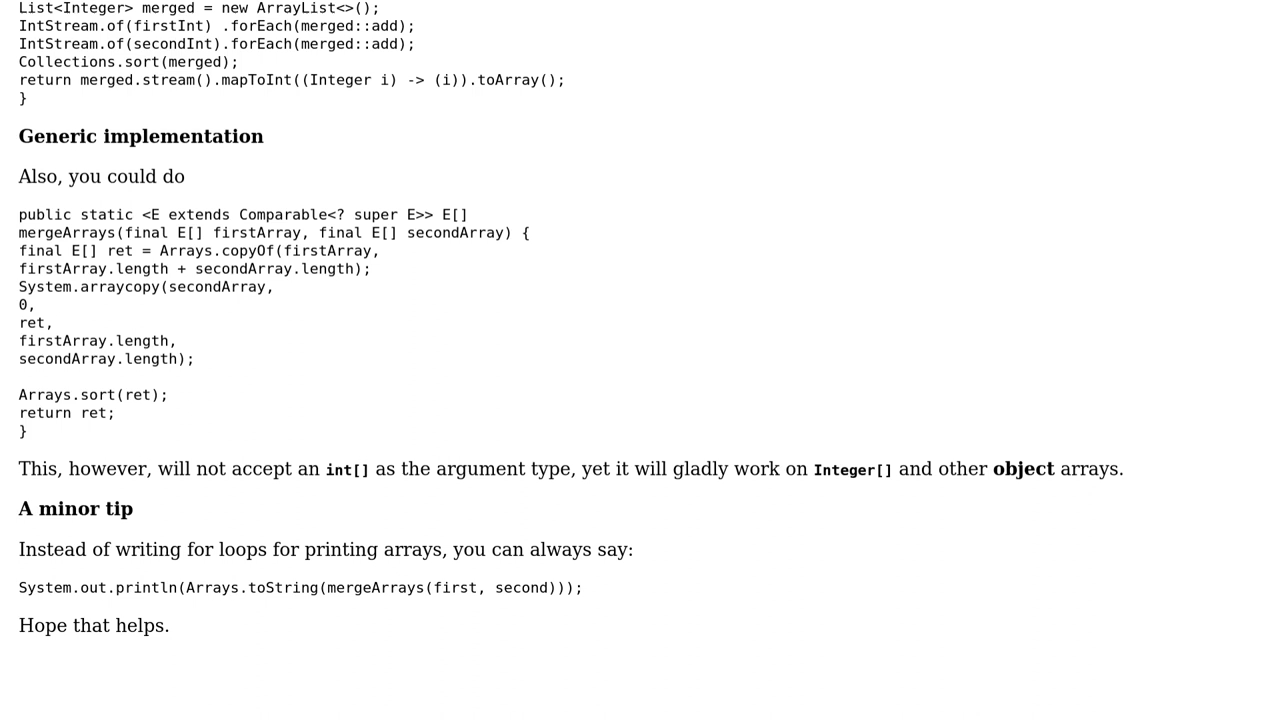 List<Integer> merged = new ArrayList<>();
IntStream.of(firstInt) .forEach(merged::add);
IntStream.of(secondInt).forEach(merged::add);
Collections.sort(merged);
return merged.stream().mapToInt((Integer i) -> (i)).toArray();
}
Generic implementation
Also, you could do
public static <E extends Comparable<? super E>> E[]
mergeArrays(final E[] firstArray, final E[] secondArray) {
final E[] ret = Arrays.copyOf(firstArray,
firstArray.length + secondArray.length);
System.arraycopy(secondArray,
0,
ret,
firstArray.length,
secondArray.length);
Arrays.sort(ret);
return ret;
}
This, however, will not accept an int[] as the argument type, yet it will gladly work on Integer[] and other object arrays.
A minor tip
Instead of writing for loops for printing arrays, you can always say:
System.out.println(Arrays.toString(mergeArrays(first, second)));
Hope that helps.